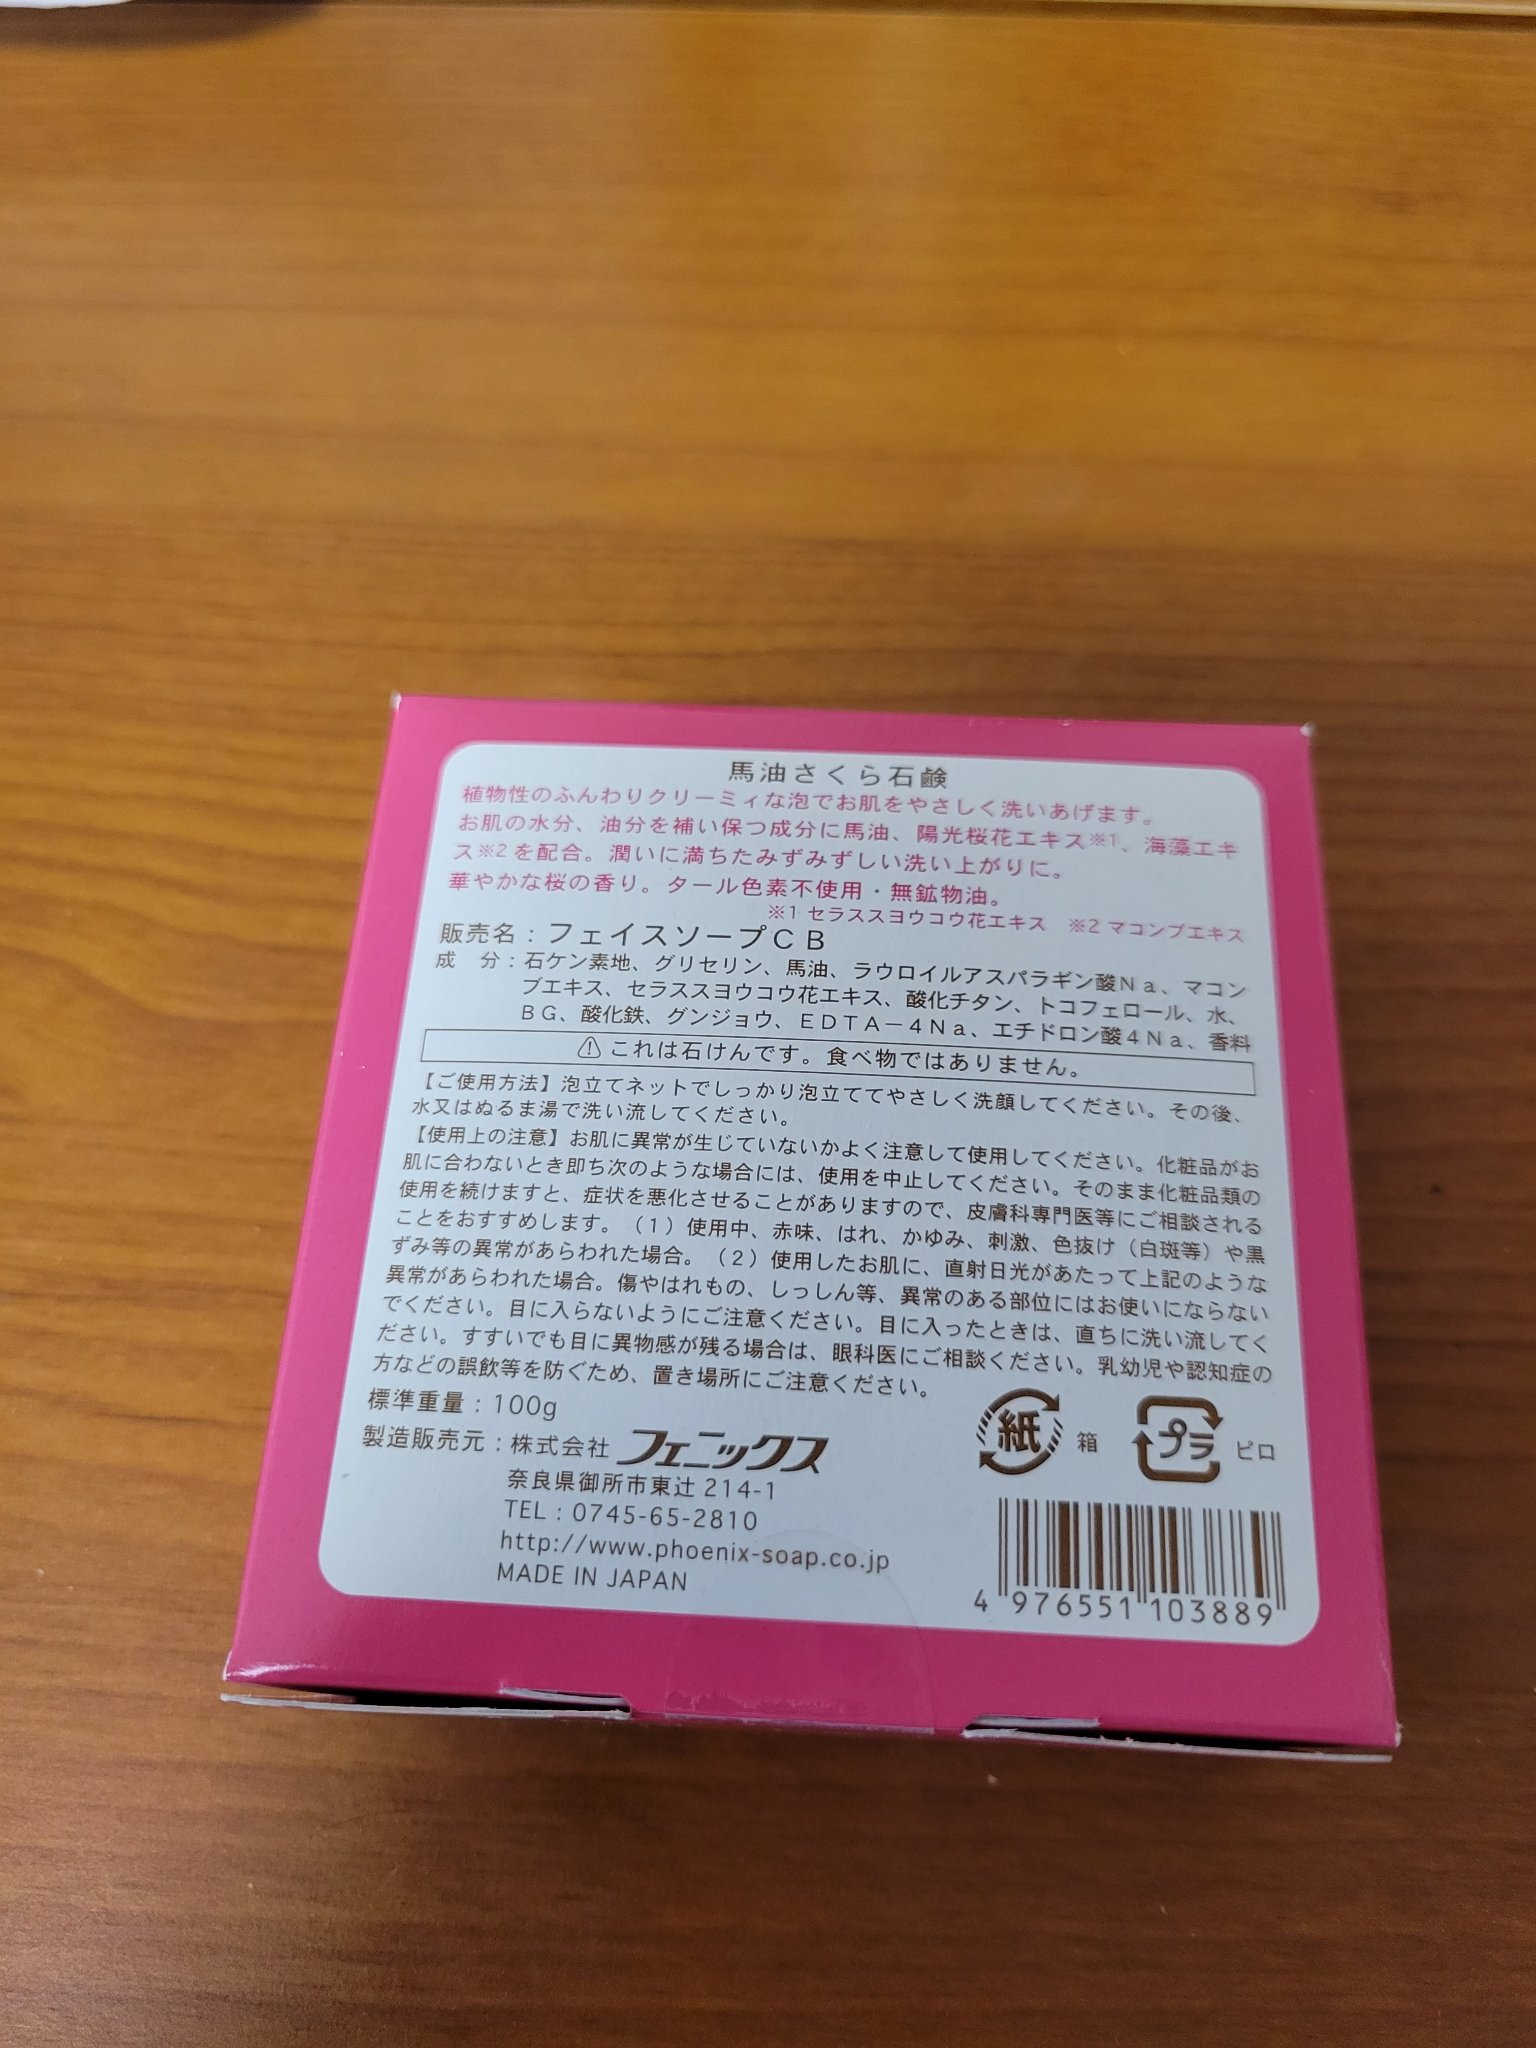 馬油さくら石鹸
植物性のふんわりクリーミィな泡でお肌をやさしく洗いあげます。
お肌の水分、油分を補い保つ成分に馬油、陽光桜花エキス※1、海藻エキ
ス※2を配合。潤いに満ちたみずみずしい洗い上がりに。
華やかな桜の香り。タール色素不使用・無鉱物油。
※1 セラススヨウコウ花エキス ※2 マコンブエキス
販売名：フェイスソープＣＢ
成 分：石ケン素地、グリセリン、馬油、ラウロイルアスパラギン酸Ｎａ、マコン
ブエキス、セラススヨウコウ花エキス、酸化チタン、トコフェロール、水、
ＢＧ、酸化鉄、グンジョウ、ＥＤＴＡ－４Ｎａ、エチドロン酸４Ｎａ、香料
⚠これは石けんです。食べ物ではありません。
【ご使用方法】泡立てネットでしっかり泡立ててやさしく洗顔してください。その後、
水又はぬるま湯で洗い流してください。
【使用上の注意】お肌に異常が生じていないかよく注意して使用してください。化粧品がお
肌に合わないとき即ち次のような場合には、使用を中止してください。そのまま化粧品類の
使用を続けますと、症状を悪化させることがありますので、皮膚科専門医等にご相談される
ことをおすすめします。（１）使用中、赤味、はれ、かゆみ、刺激、色抜け（白斑等）や黒
ずみ等の異常があらわれた場合。（２）使用したお肌に、直射日光があたって上記のような
異常があらわれた場合。傷やはれもの、しっしん等、異常のある部位にはお使いにならない
でください。目に入らないようにご注意ください。目に入ったときは、直ちに洗い流してく
ださい。すすいでも目に異物感が残る場合は、眼科医にご相談ください。乳幼児や認知症の
方などの誤飲等を防ぐため、置き場所にご注意ください。
標準重量：100g
製造販売元：株式会社 フェニックス
奈良県御所市東辻 214-1
TEL：0745-65-2810
http://www.phoenix-soap.co.jp
MADE IN JAPAN
紙 箱 プラ ピロ
4 976551 103889